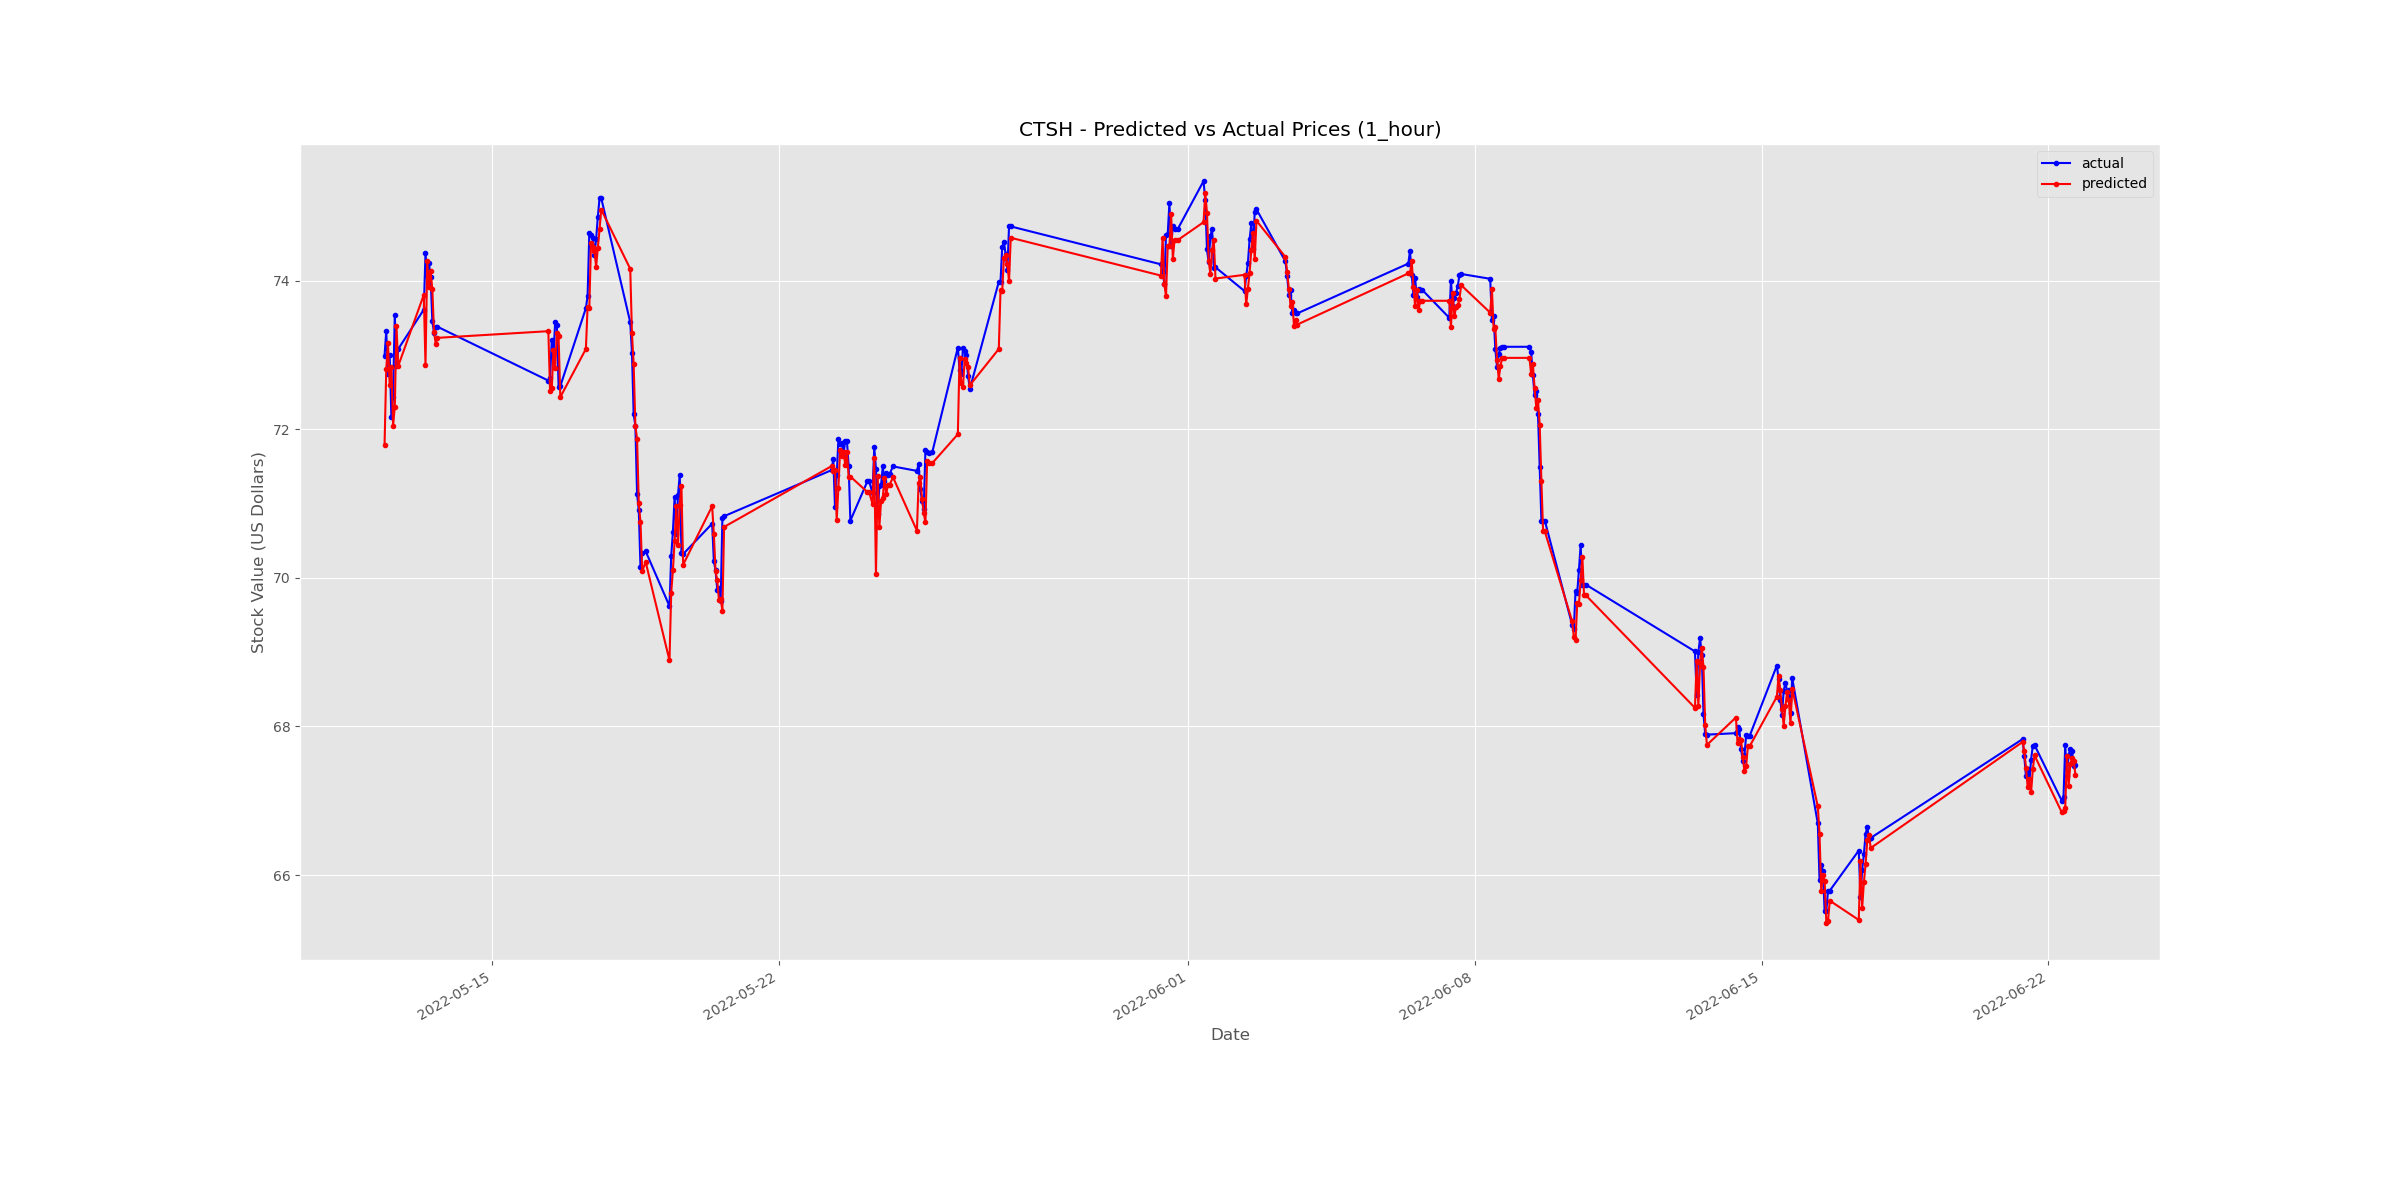 CTSH - Predicted vs Actual Prices (1_hour)
actual
predicted
Stock Value (US Dollars)
74
72
70
68
66
2022-05-15
2022-05-22
2022-06-01
2022-06-08
2022-06-15
2022-06-22
Date